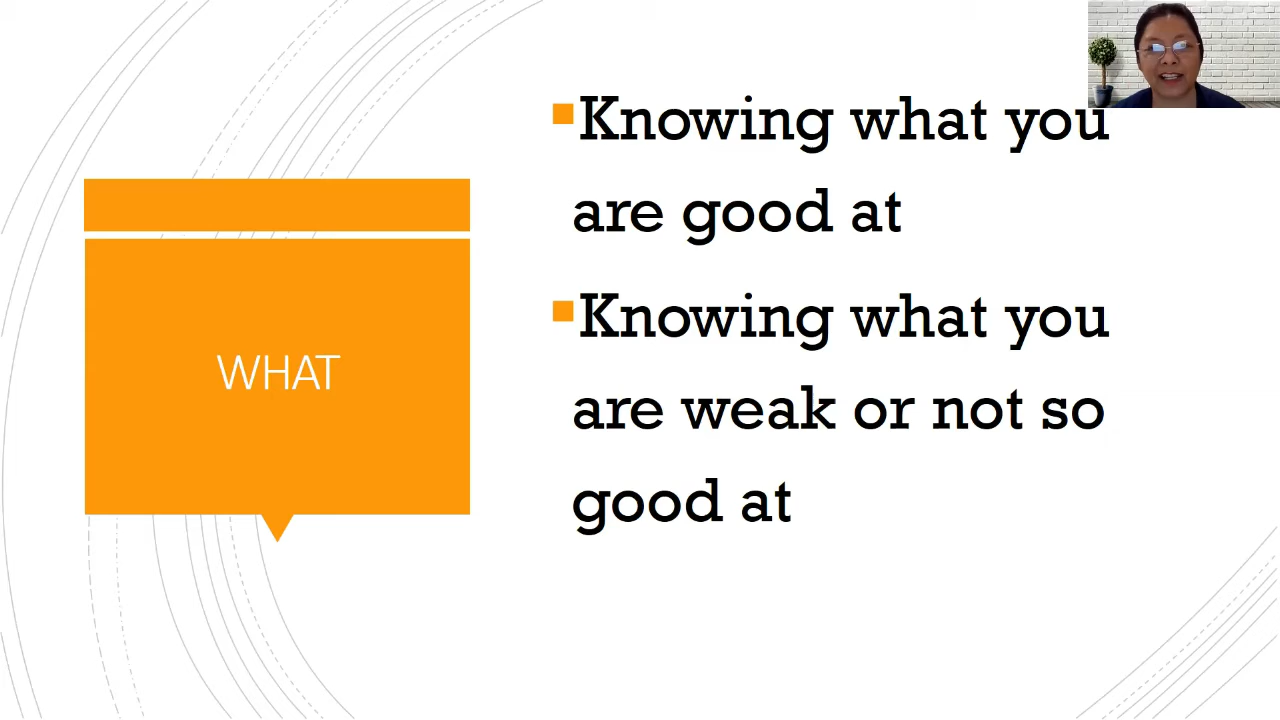 WHAT
Knowing what you
are good at
Knowing what you
are weak or not so
good at